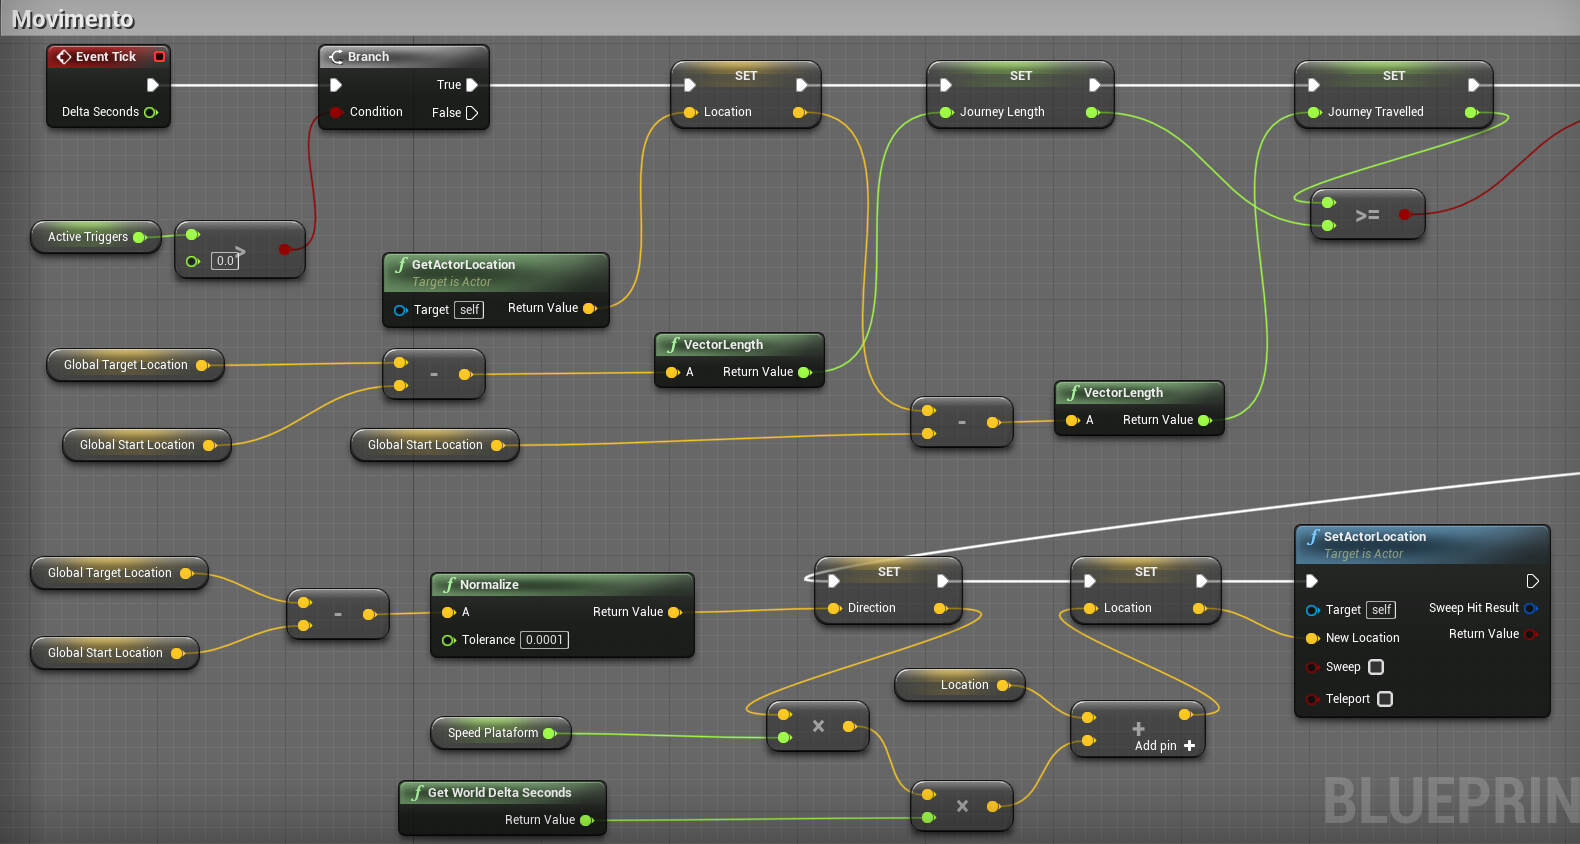 Movimento
Event Tick
Delta Seconds
Branch
True
Condition
False
SET
Location
SET
Journey Length
SET
Journey Travelled
>=
Active Triggers
>
0.0
GetActorLocation
Target is Actor
Target self
Return Value
Global Target Location
-
Global Start Location
VectorLength
A
Return Value
Global Start Location
-
VectorLength
A
Return Value
Global Target Location
Global Start Location
-
Normalize
A
Return Value
Tolerance 0.0001
SET
Direction
SET
Location
SetActorLocation
Target is Actor
Target self
Sweep Hit Result
New Location
Return Value
Sweep
Teleport
Location
Speed Plataform
×
+
Add pin +
Get World Delta Seconds
Return Value
×
BLUEPRIN